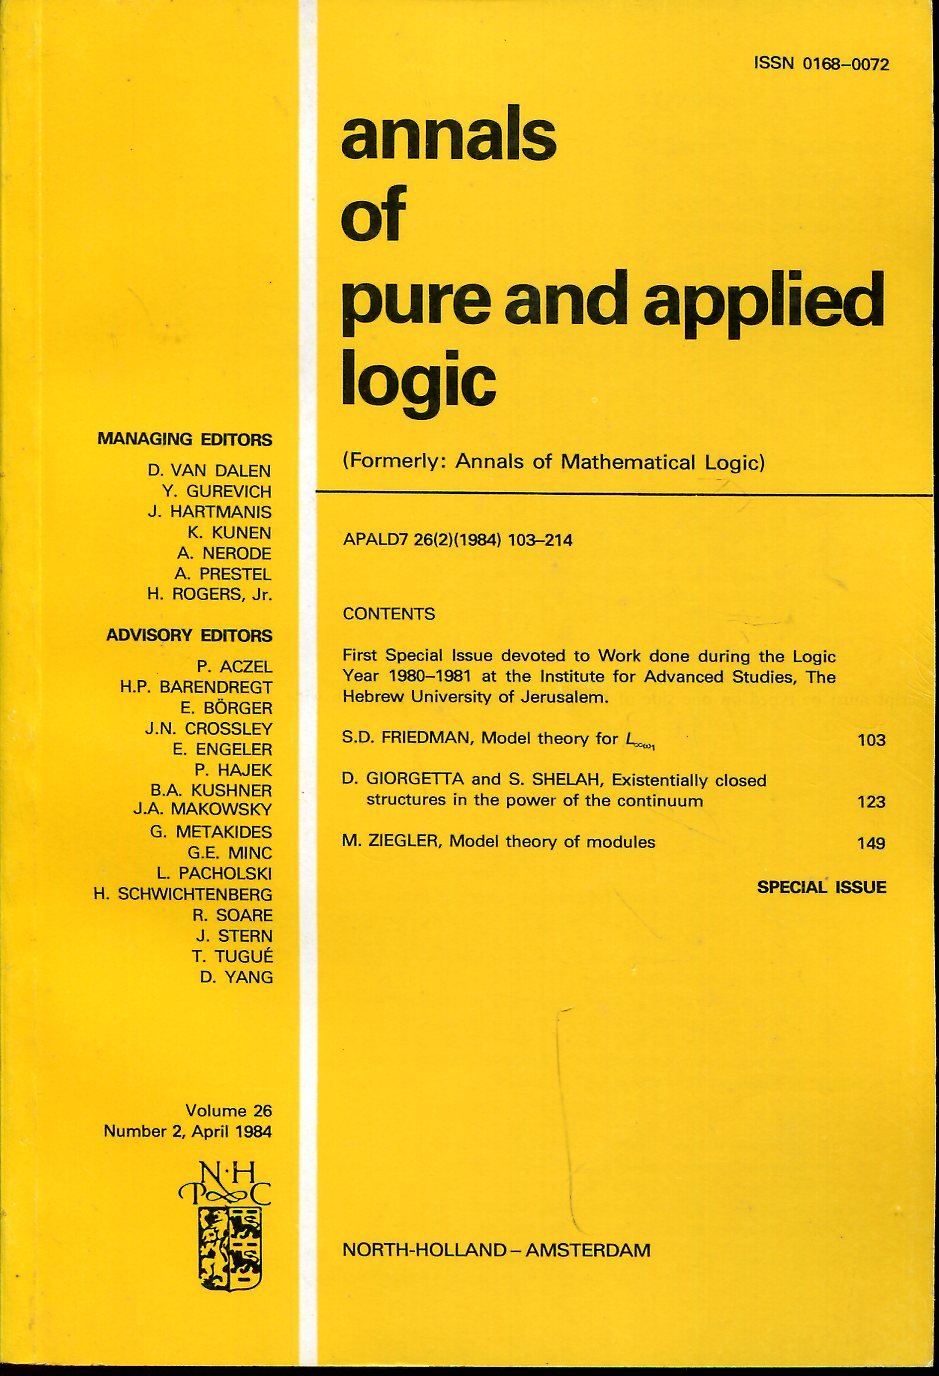 ISSN 0168–0072
annals
of
pure and applied
logic
(Formerly: Annals of Mathematical Logic)
MANAGING EDITORS
D. VAN DALEN
Y. GUREVICH
J. HARTMANIS
K. KUNEN
A. NERODE
A. PRESTEL
H. ROGERS, Jr.
ADVISORY EDITORS
P. ACZEL
H.P. BARENDREGT
E. BÖRGER
J.N. CROSSLEY
E. ENGELER
P. HAJEK
B.A. KUSHNER
J.A. MAKOWSKY
G. METAKIDES
G.E. MINC
L. PACHOLSKI
H. SCHWICHTENBERG
R. SOARE
J. STERN
T. TUGUÉ
D. YANG
Volume 26
Number 2, April 1984
N·H
P C
APALD7 26(2)(1984) 103–214
CONTENTS
First Special Issue devoted to Work done during the Logic
Year 1980–1981 at the Institute for Advanced Studies, The
Hebrew University of Jerusalem.
S.D. FRIEDMAN, Model theory for L∞ω₁ 103
D. GIORGETTA and S. SHELAH, Existentially closed
structures in the power of the continuum 123
M. ZIEGLER, Model theory of modules 149
SPECIAL ISSUE
NORTH-HOLLAND – AMSTERDAM